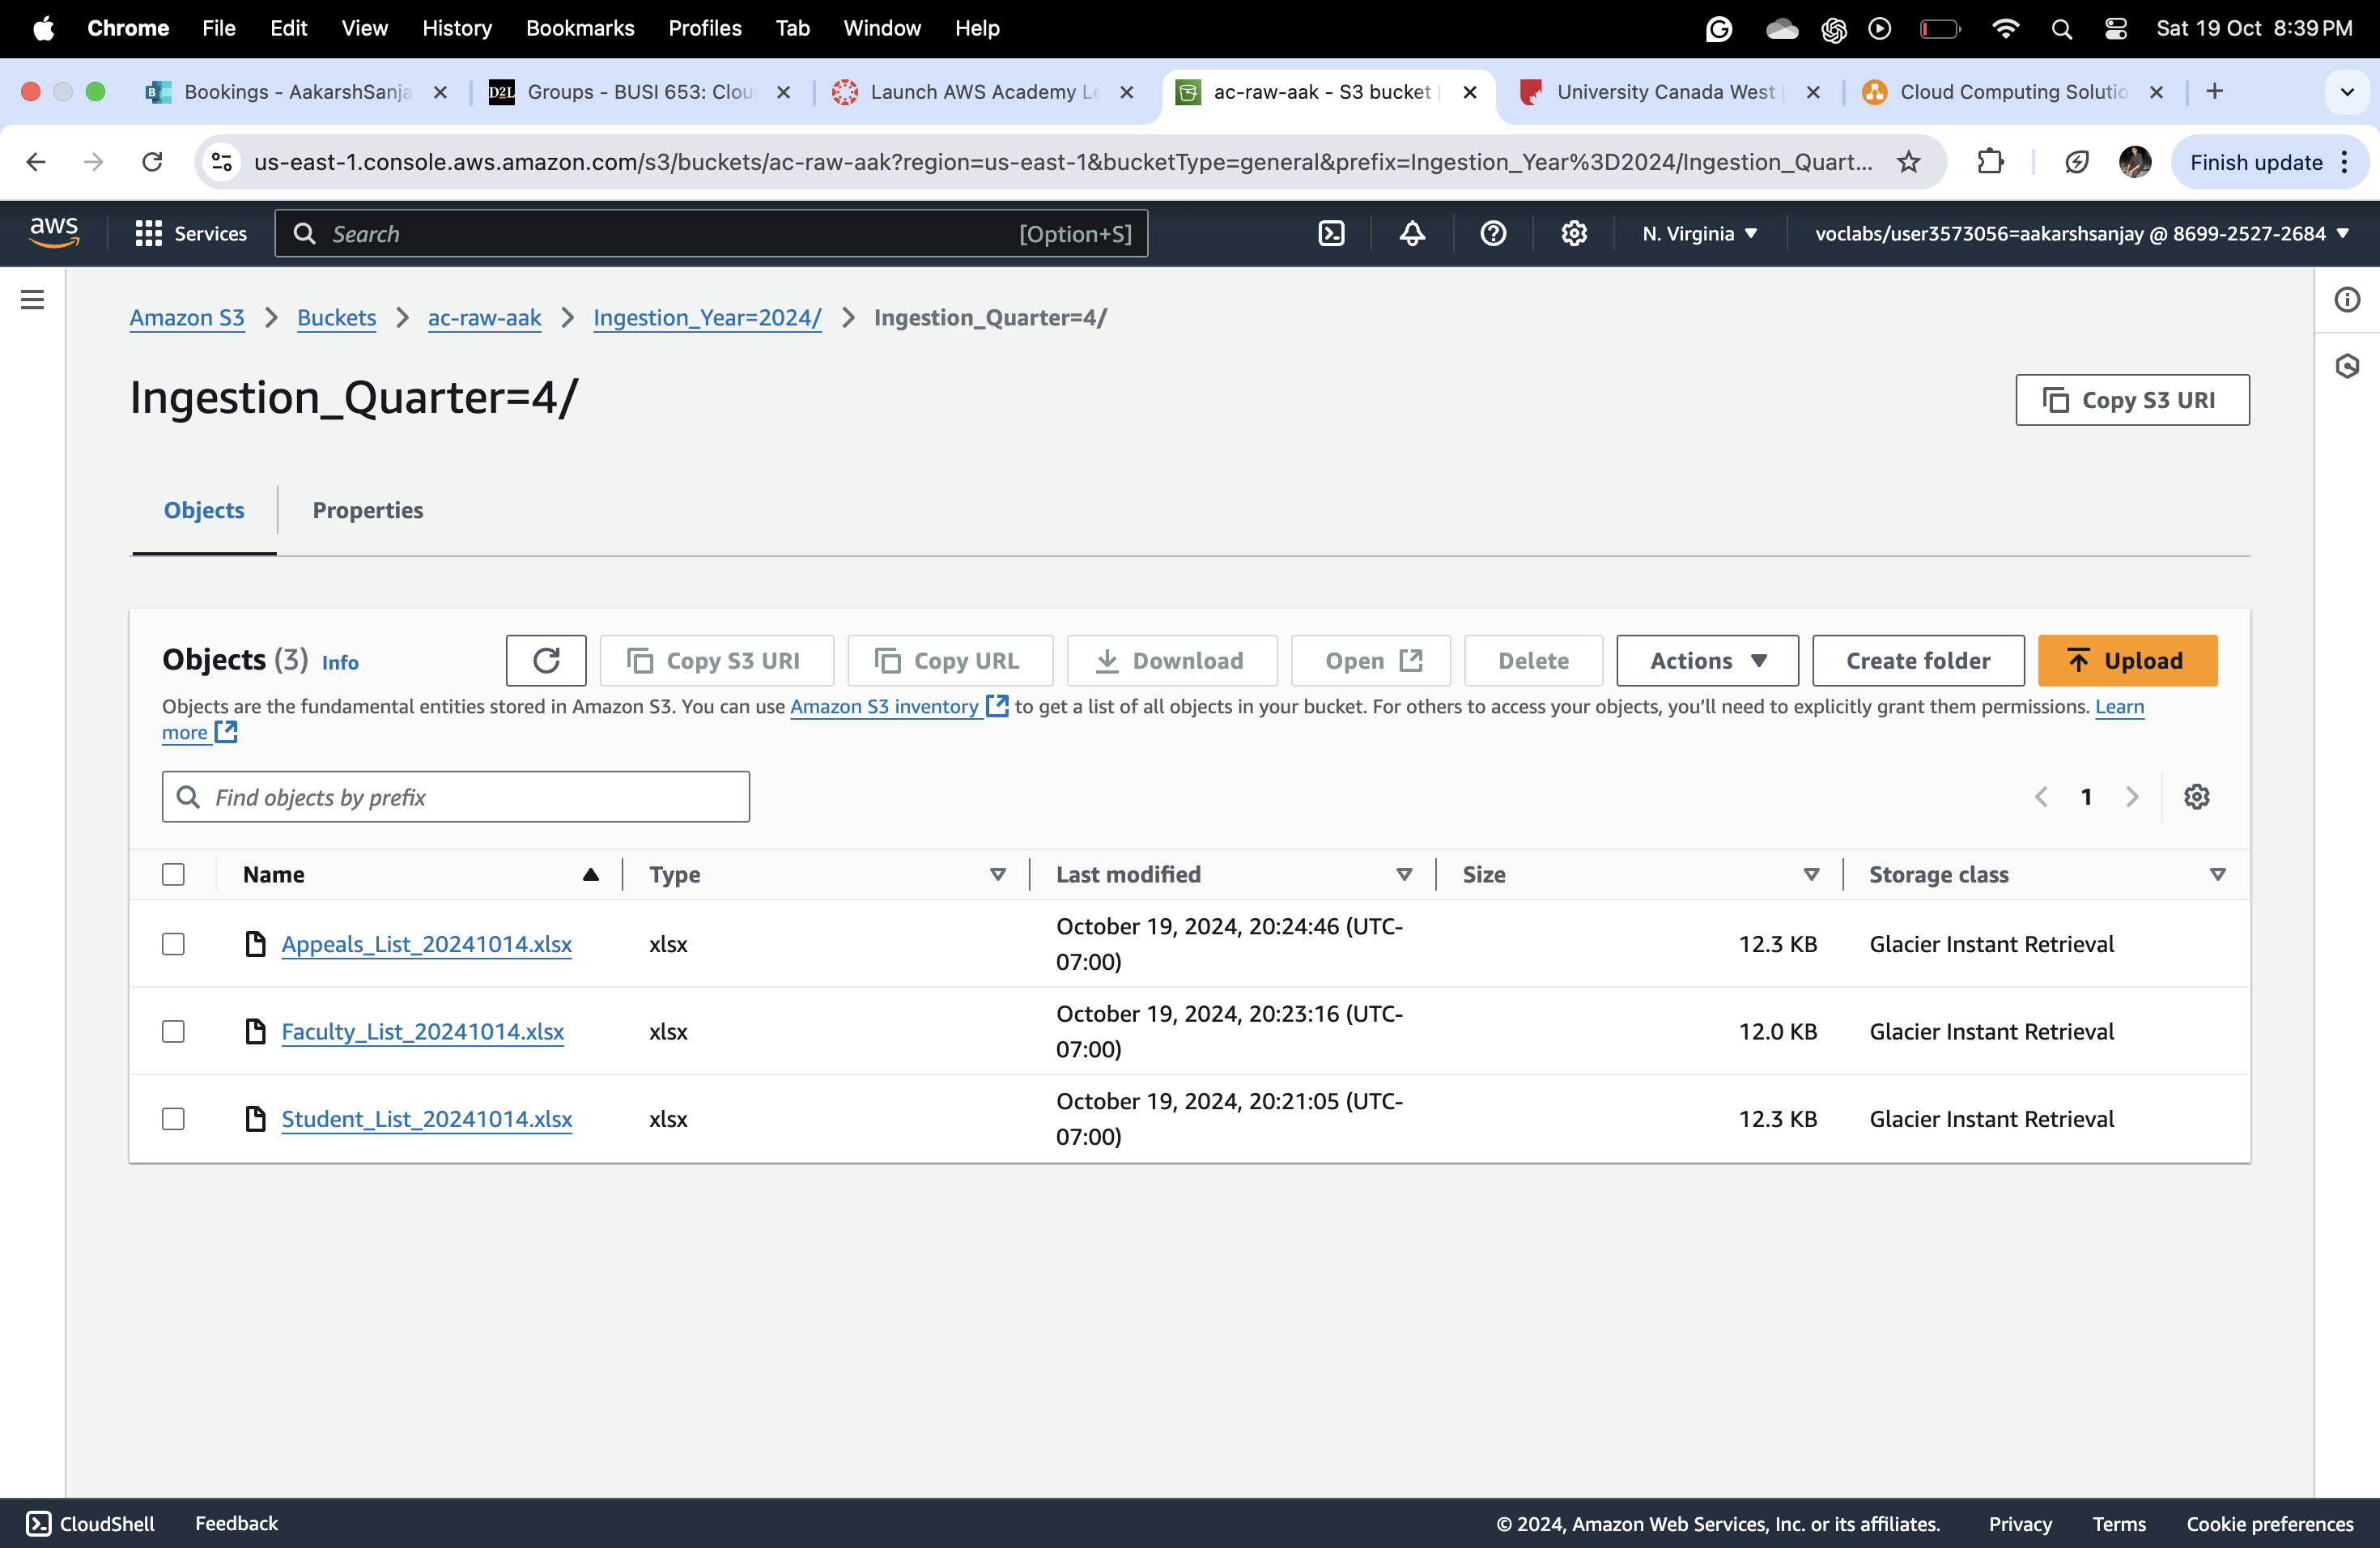 Chrome File Edit View History Bookmarks Profiles Tab Window Help Sat 19 Oct 8:39 PM
Bookings - AakarshSanja Groups - BUSI 653: Clou Launch AWS Academy Le ac-raw-aak - S3 bucket University Canada West Cloud Computing Solutio
us-east-1.console.aws.amazon.com/s3/buckets/ac-raw-aak?region=us-east-1&bucketType=general&prefix=Ingestion_Year%3D2024/Ingestion_Quart... Finish update
aws Services Search [Option+S] N. Virginia voclabs/user3573056=aakarshsanjay @ 8699-2527-2684
Amazon S3 Buckets ac-raw-aak Ingestion_Year=2024/ Ingestion_Quarter=4/
Ingestion_Quarter=4/ Copy S3 URI
Objects Properties
Objects (3) Info Copy S3 URI Copy URL Download Open Delete Actions Create folder Upload
Objects are the fundamental entities stored in Amazon S3. You can use Amazon S3 inventory to get a list of all objects in your bucket. For others to access your objects, you'll need to explicitly grant them permissions. Learn
more
Find objects by prefix 1
Name Type Last modified Size Storage class
Appeals_List_20241014.xlsx xlsx October 19, 2024, 20:24:46 (UTC-
07:00) 12.3 KB Glacier Instant Retrieval
Faculty_List_20241014.xlsx xlsx October 19, 2024, 20:23:16 (UTC-
07:00) 12.0 KB Glacier Instant Retrieval
Student_List_20241014.xlsx xlsx October 19, 2024, 20:21:05 (UTC-
07:00) 12.3 KB Glacier Instant Retrieval
CloudShell Feedback © 2024, Amazon Web Services, Inc. or its affiliates. Privacy Terms Cookie preferences